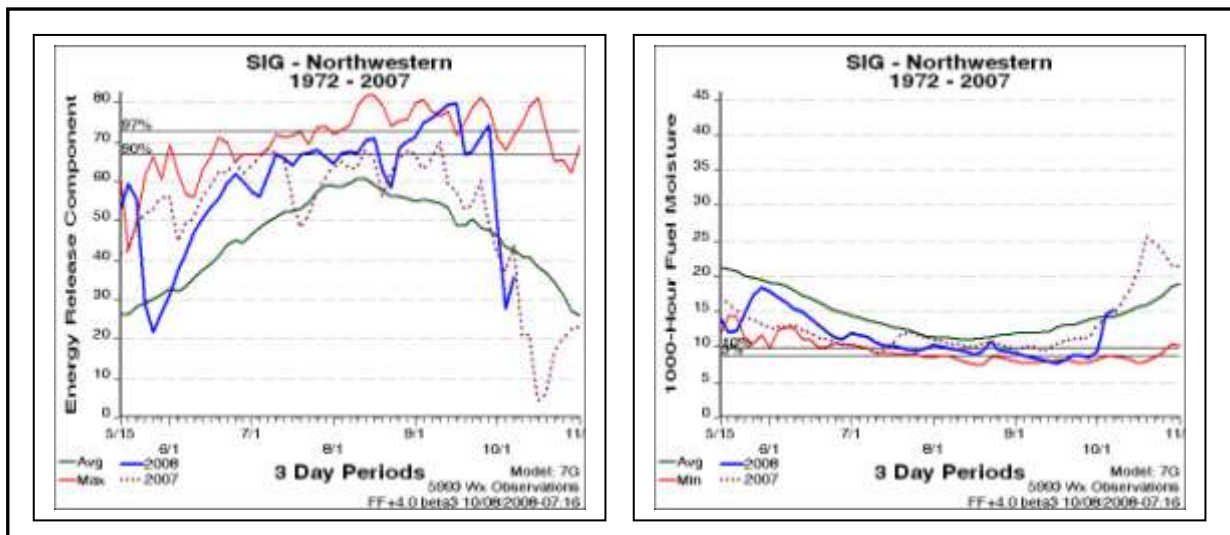 SIG - Northwestern
1972 - 2007
Energy Release Component
80
97%
70
90%
60
50
40
30
20
10
0
5/15
6/1
7/1
8/1
9/1
10/1
11/
Avg
2008
Max
2007
3 Day Periods
Model: 7G
5993 Wx Observations
FF+4.0 beta3 10/08/2008-07:16
SIG - Northwestern
1972 - 2007
1000-Hour Fuel Moisture
45
40
35
30
25
20
15
10
5
0
10%
3%
5/15
6/1
7/1
8/1
9/1
10/1
11/
Avg
2008
Min
2007
3 Day Periods
Model: 7G
5993 Wx Observations
FF+4.0 beta3 10/08/2008-07:16